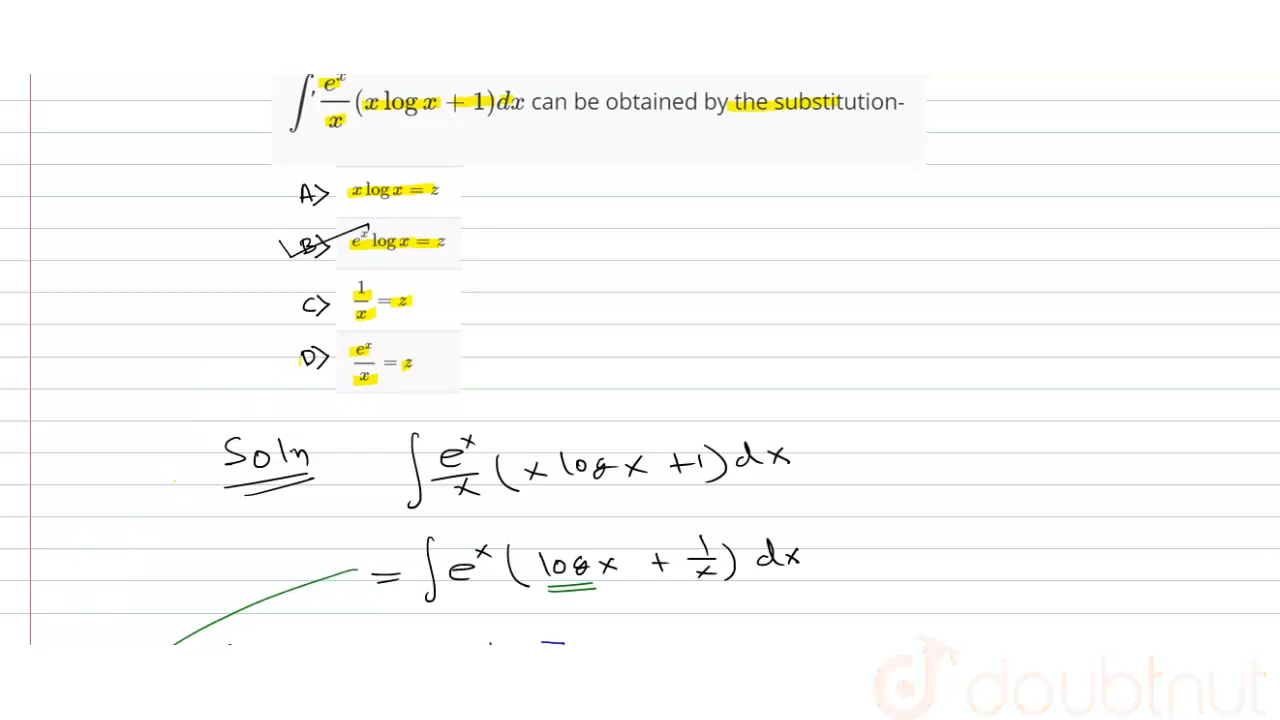 ∫ e^x/x (x log x + 1)dx can be obtained by the substitution-
A) x log x = z
B) e^x log x = z
C) 1/x = z
D) e^x/x = z
Soln ∫ e^x/x (x log x +1) dx
= ∫ e^x (log x + 1/x) dx
doubtnut